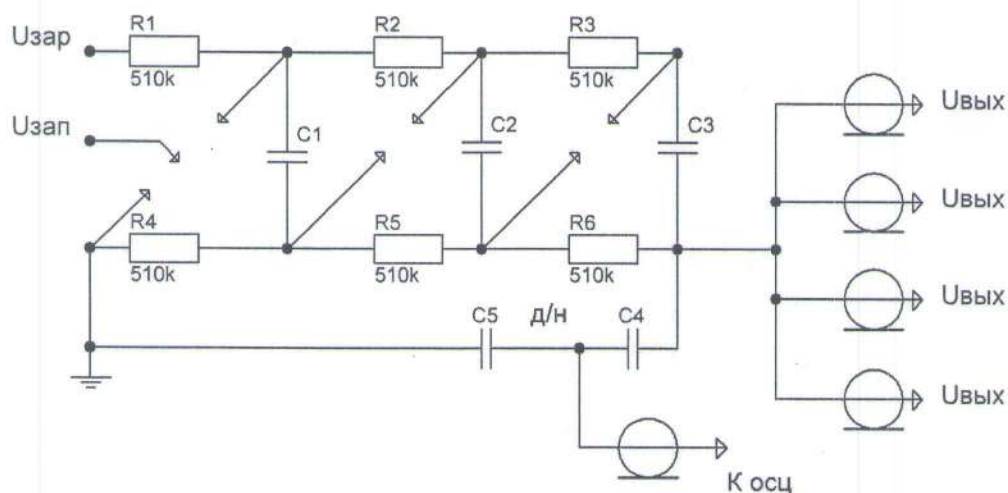 Uзар
R1
510k
R2
510k
R3
510k
Uзап
C1
C2
C3
R4
510k
R5
510k
R6
510k
C5
д/н
C4
Uвых
Uвых
Uвых
Uвых
К осц